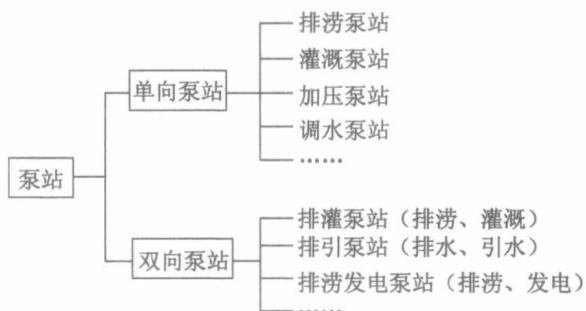 排涝泵站
灌溉泵站
单向泵站
加压泵站
调水泵站
……
泵站
排灌泵站（排涝、灌溉）
排引泵站（排水、引水）
双向泵站
排涝发电泵站（排涝、发电）
……